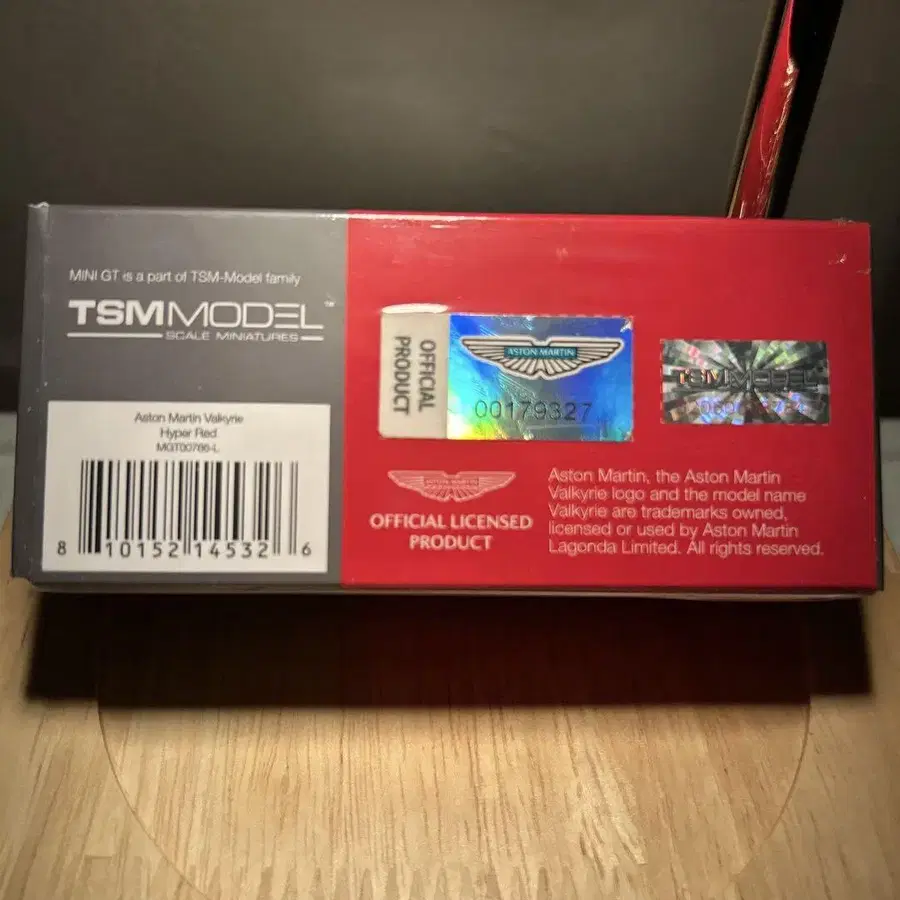 MINI GT is a part of TSM-Model family
TSMMODEL™
SCALE MINIATURES
Aston Martin Valkyrie
Hyper Red
MGT00786-L
8 10152 14532 6
OFFICIAL
PRODUCT
ASTON MARTIN
00179327
TSMMODEL
ASTON MARTIN
OFFICIAL LICENSED
PRODUCT
Aston Martin, the Aston Martin
Valkyrie logo and the model name
Valkyrie are trademarks owned,
licensed or used by Aston Martin
Lagonda Limited. All rights reserved.